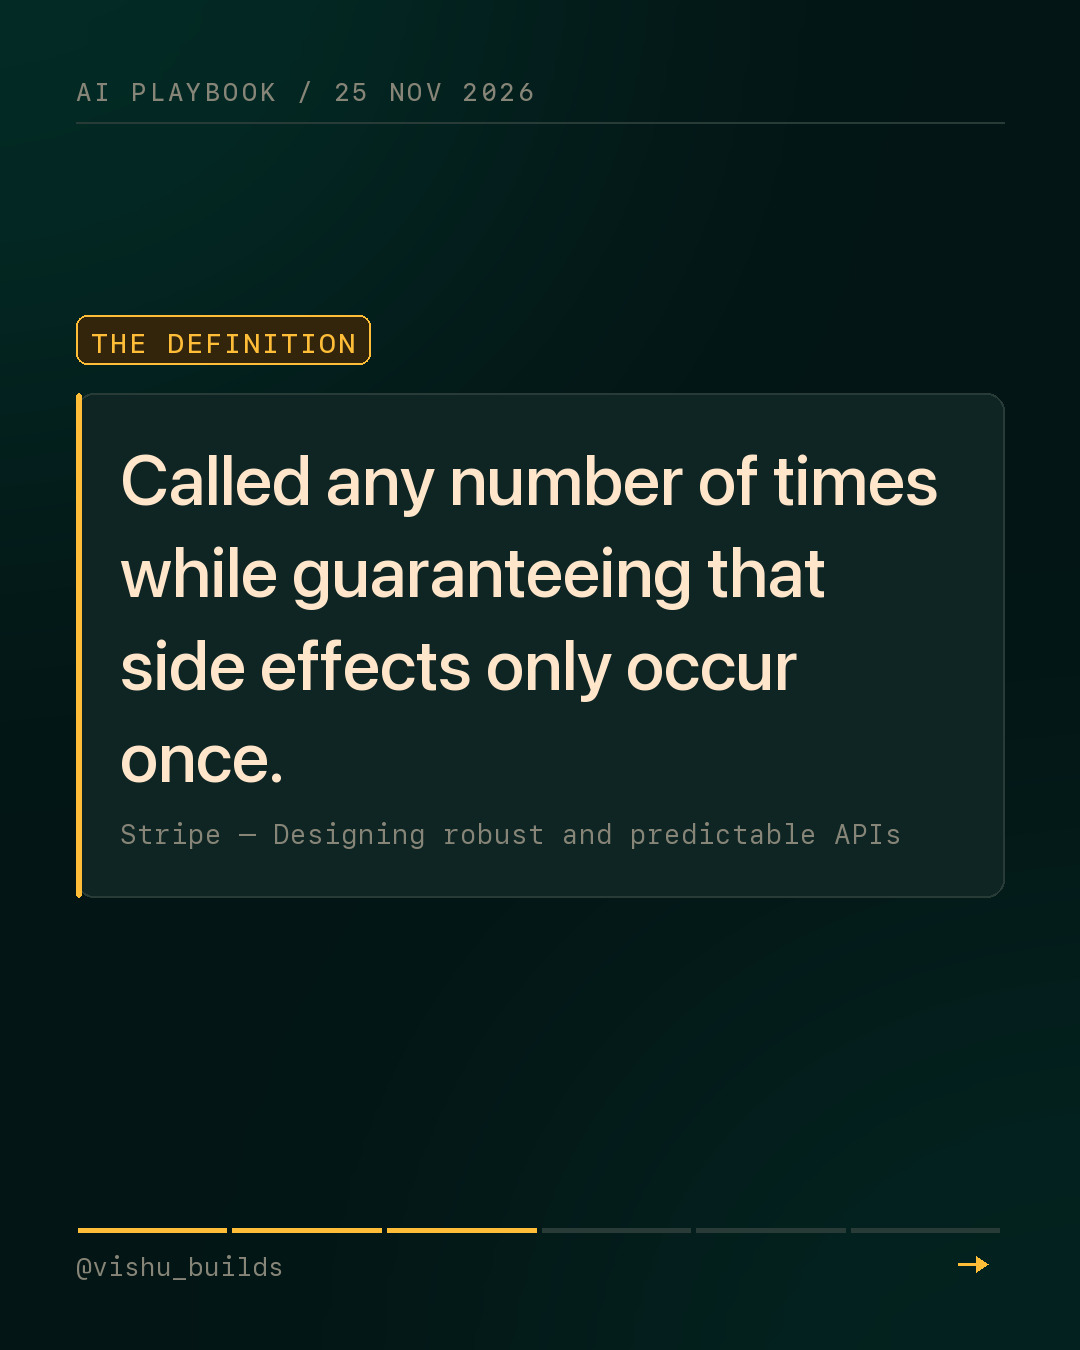 AI PLAYBOOK / 25 NOV 2026
THE DEFINITION
Called any number of times
while guaranteeing that
side effects only occur
once.
Stripe — Designing robust and predictable APIs
@vishu_builds